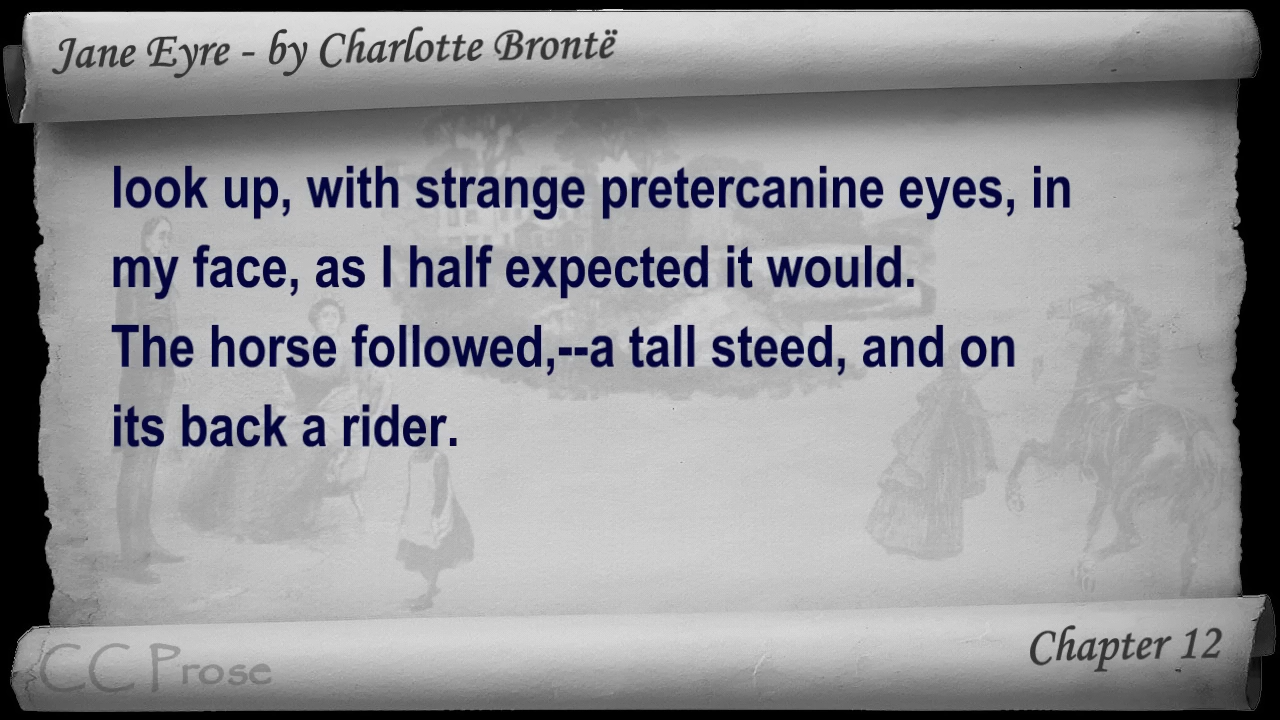 Jane Eyre - by Charlotte Brontë
look up, with strange pretercanine eyes, in
my face, as I half expected it would.
The horse followed,--a tall steed, and on
its back a rider.
Chapter 12
CC Prose